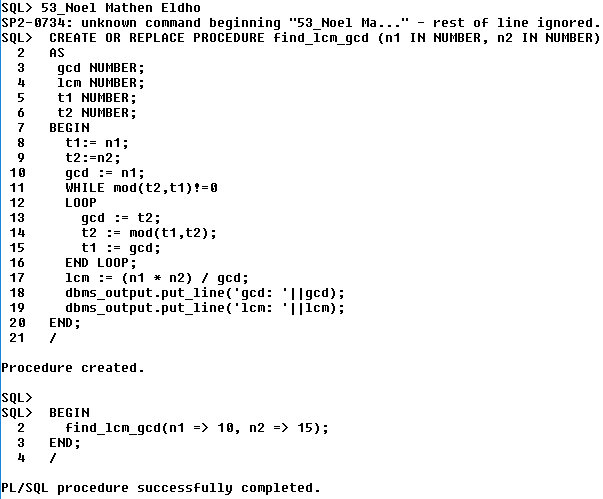 SQL> 53_Noel Mathen Eldho
SP2-0734: unknown command beginning "53_Noel Ma..." - rest of line ignored.
SQL>  CREATE OR REPLACE PROCEDURE find_lcm_gcd (n1 IN NUMBER, n2 IN NUMBER)
  2   AS
  3    gcd NUMBER;
  4    lcm NUMBER;
  5    t1 NUMBER;
  6    t2 NUMBER;
  7   BEGIN
  8     t1:= n1;
  9     t2:=n2;
 10     gcd := n1;
 11     WHILE mod(t2,t1)!=0
 12     LOOP
 13       gcd := t2;
 14       t2 := mod(t1,t2);
 15       t1 := gcd;
 16     END LOOP;
 17     lcm := (n1 * n2) / gcd;
 18     dbms_output.put_line('gcd: '||gcd);
 19     dbms_output.put_line('lcm: '||lcm);
 20   END;
 21   /
Procedure created.
SQL>
SQL>  BEGIN
  2     find_lcm_gcd(n1 => 10, n2 => 15);
  3   END;
  4   /
PL/SQL procedure successfully completed.